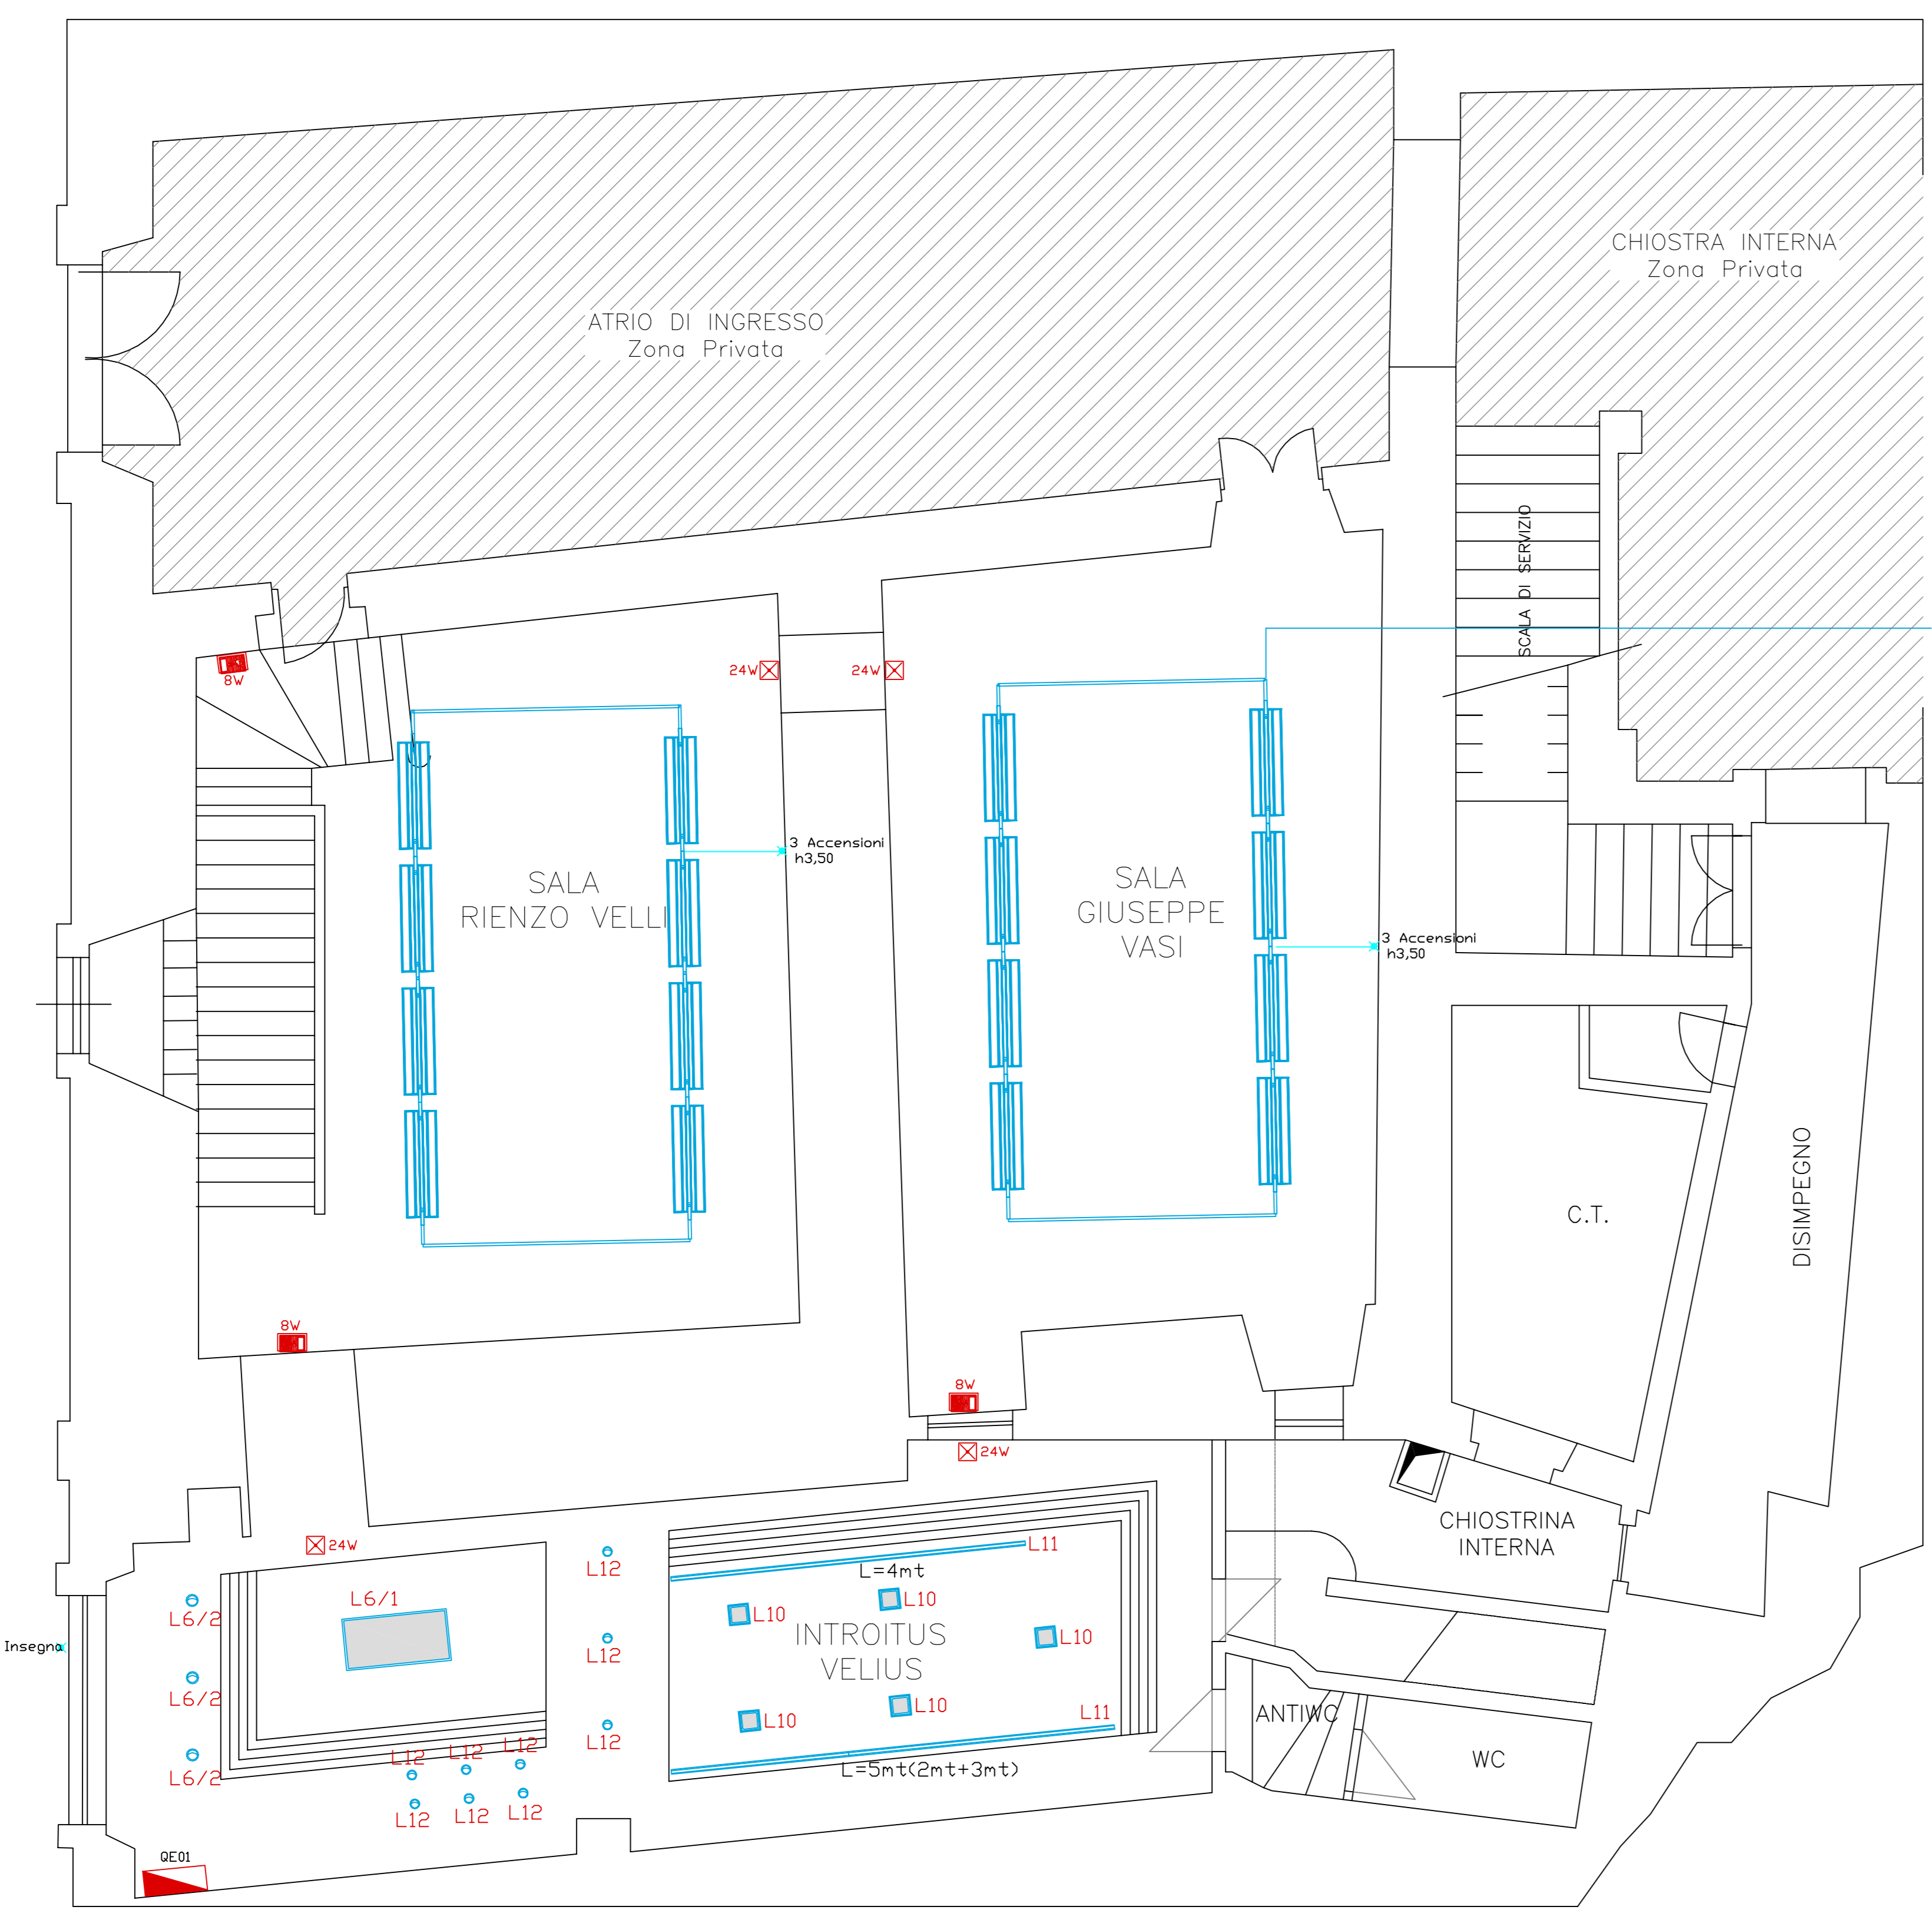 CHIOSTRA INTERNA
Zona Privata
ATRIO DI INGRESSO
Zona Privata
SCALA DI SERVIZIO
8W
24W
24W
3 Accensioni
h3,50
SALA
RIENZO VELLI
SALA
GIUSEPPE
VASI
3 Accensioni
h3,50
C.T.
DISIMPEGNO
8W
8W
24W
24W
CHIOSTRINA
INTERNA
L12
L11
L=4mt
L6/1
L6/2
L10
L10
L10
INTROITUS
VELIUS
Insegna
L12
L6/2
L10
L10
L11
L12
ANTIWC
WC
L=5mt(2mt+3mt)
L6/2
L12
L12
L12
L12
L12
L12
QE01